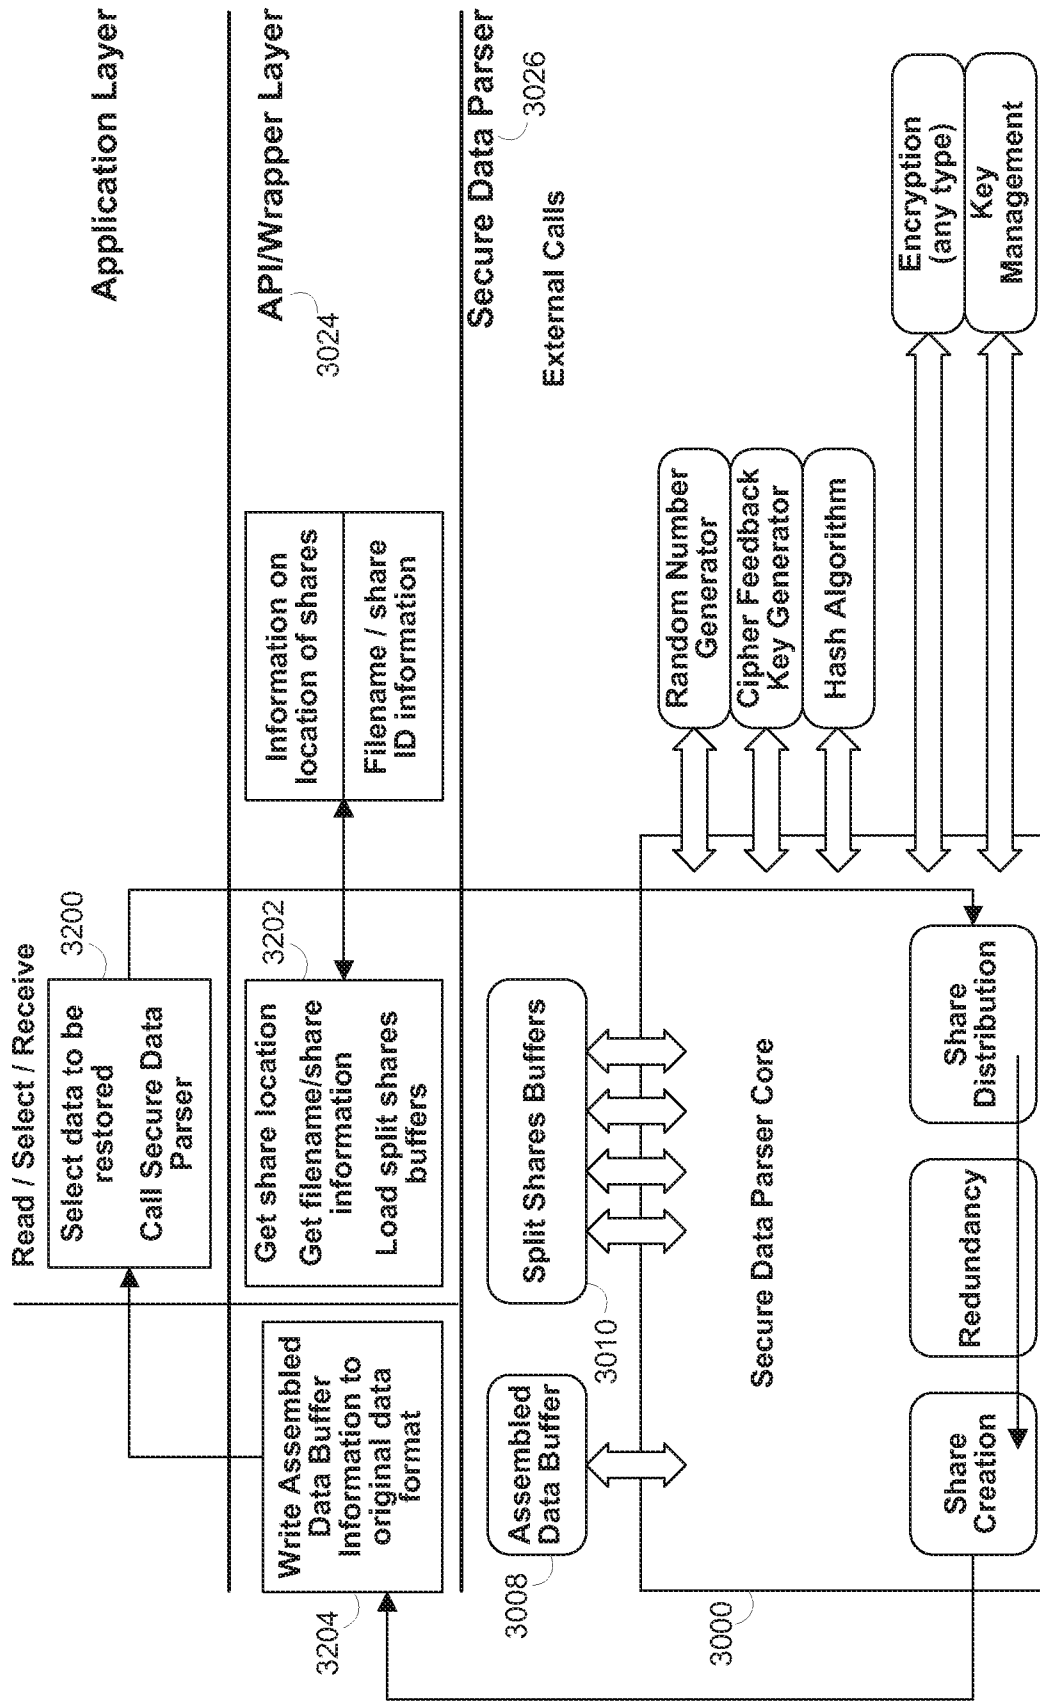 Application Layer
API/Wrapper Layer
3024
Secure Data Parser
3026
External Calls
Read / Select / Receive
3200
Select data to be
restored
Call Secure Data
Parser
3202
Get share location
Get filename/share
information
Load split shares
buffers
Information on
location of shares
Filename / share
ID information
Write Assembled
Data Buffer
Information to
original data
format
3204
Assembled
Data Buffer
3008
Split Shares Buffers
3010
Secure Data Parser Core
3000
Share
Creation
Redundancy
Share
Distribution
Random Number
Generator
Cipher Feedback
Key Generator
Hash Algorithm
Encryption
(any type)
Key
Management